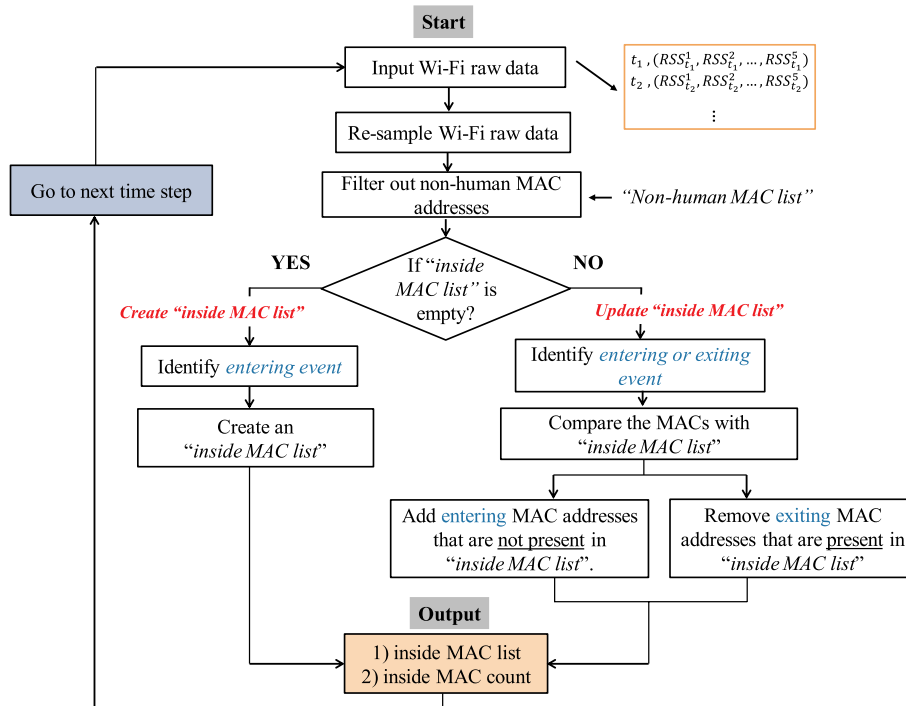 Start
Input Wi-Fi raw data
t₁ , (RSS¹ₜ₁, RSS²ₜ₁, ..., RSS⁵ₜ₁)
t₂ , (RSS¹ₜ₂, RSS²ₜ₂, ..., RSS⁵ₜ₂)
⋮
Re-sample Wi-Fi raw data
Go to next time step
Filter out non-human MAC
addresses
“Non-human MAC list”
YES
NO
If “inside
MAC list” is
empty?
Create “inside MAC list”
Update “inside MAC list”
Identify entering event
Identify entering or exiting
event
Create an
“inside MAC list”
Compare the MACs with
“inside MAC list”
Add entering MAC addresses
that are not present in
“inside MAC list”.
Remove exiting MAC
addresses that are present in
“inside MAC list”
Output
1) inside MAC list
2) inside MAC count